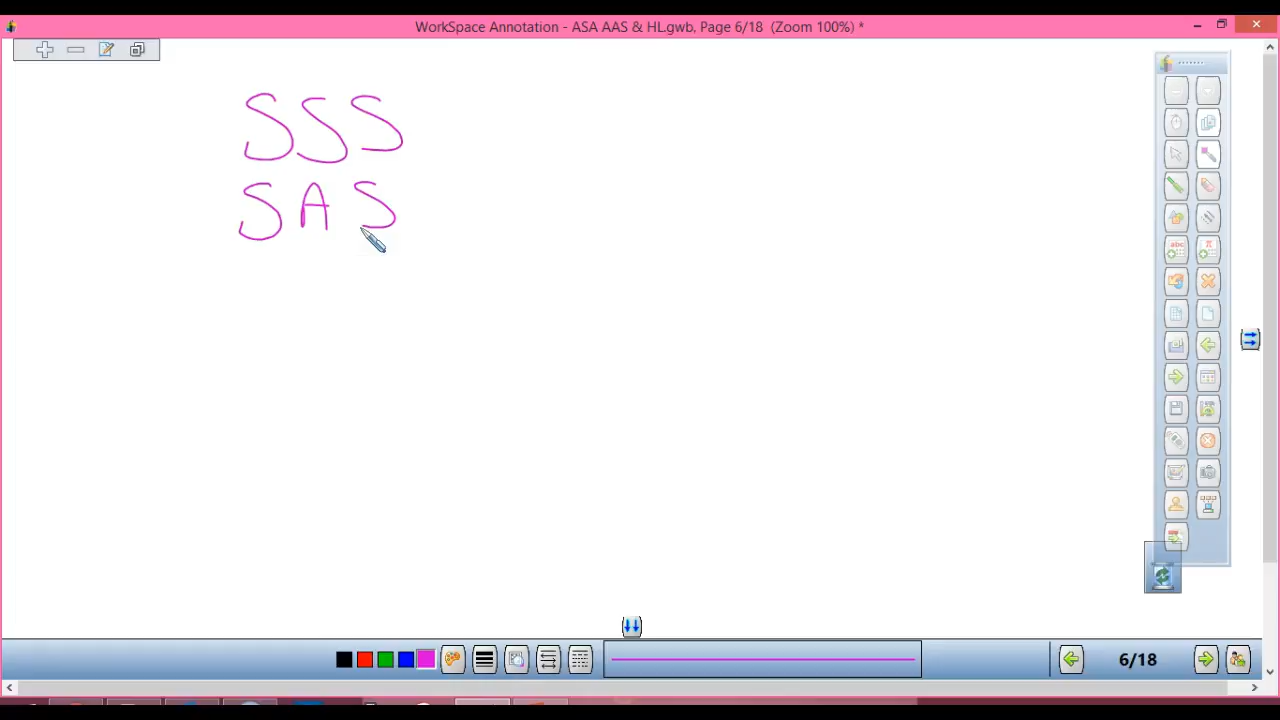 WorkSpace Annotation - ASA AAS & HL.gwb, Page 6/18 (Zoom 100%) *
SSS
SAS
6/18